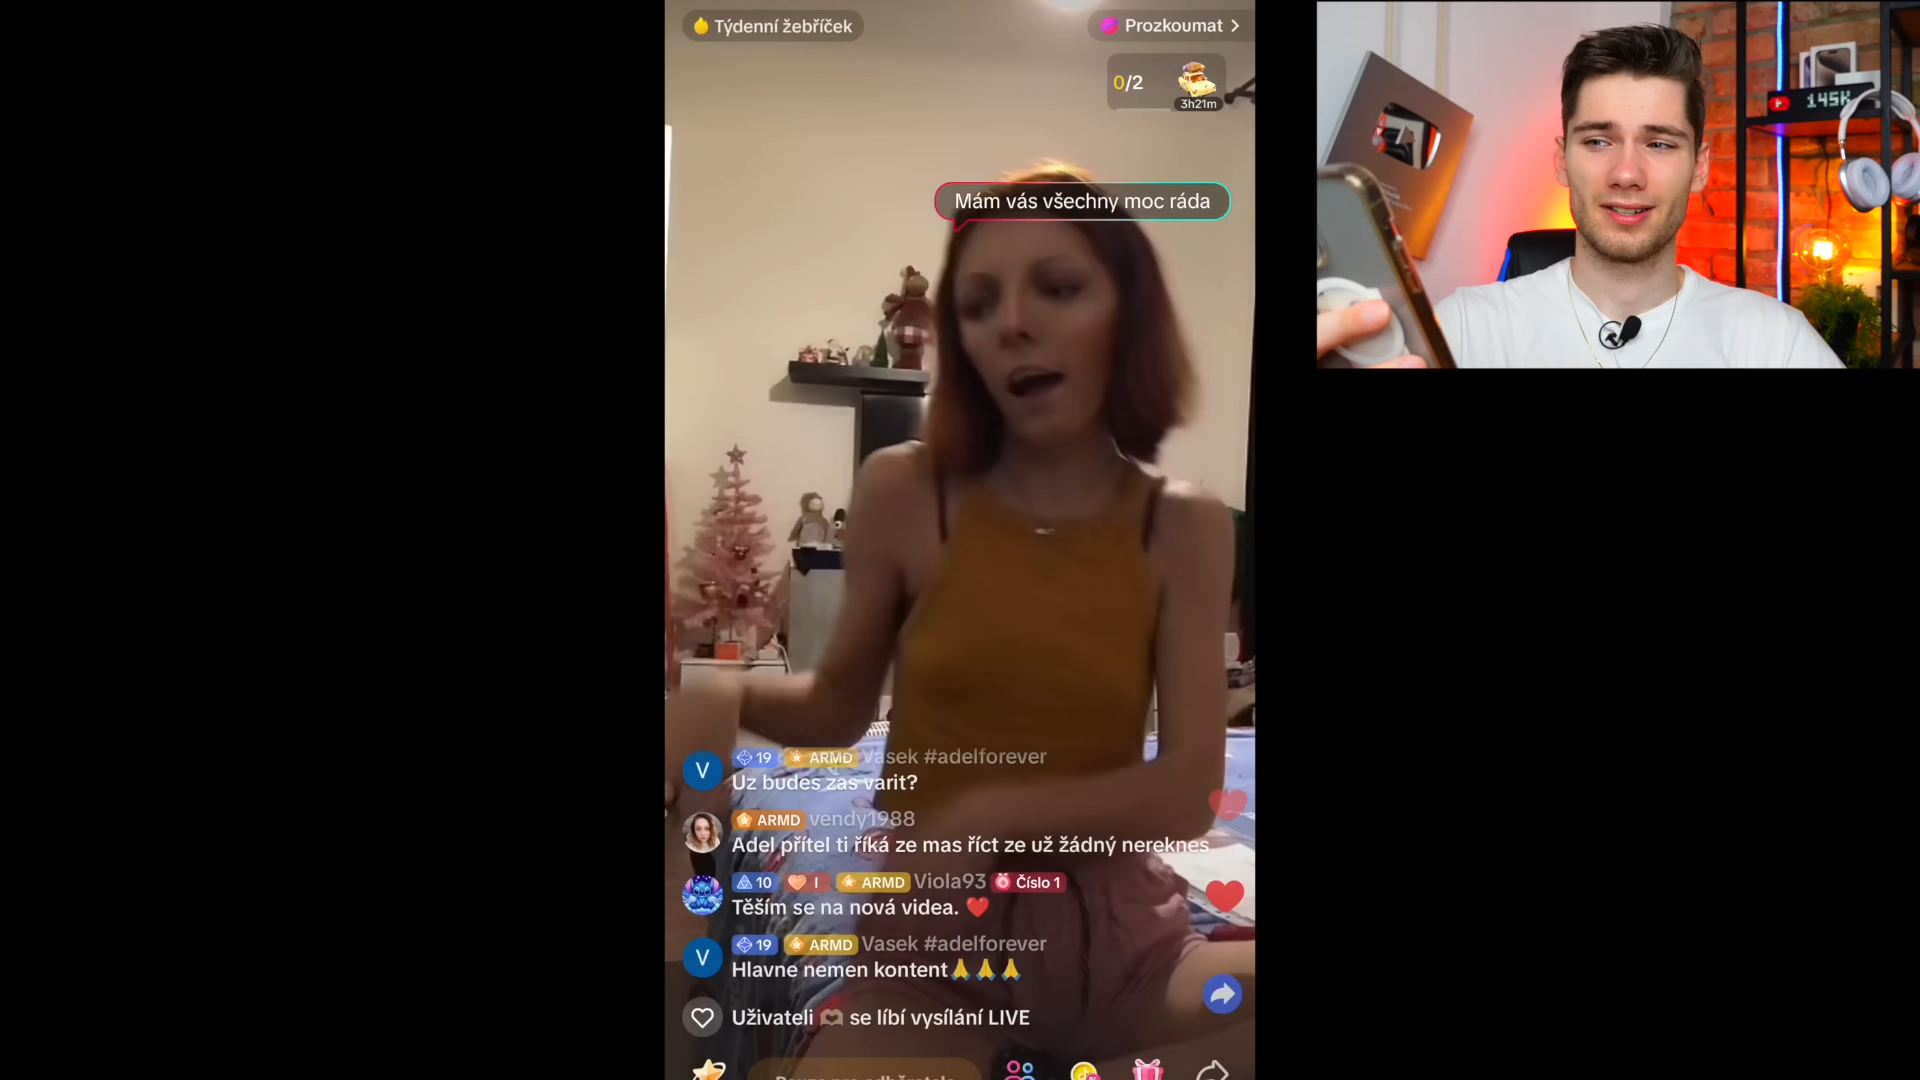 Týdenní žebříček
Prozkoumat
0/2
3h21m
145K
Mám vás všechny moc ráda
V
19 ARMD Vasek #adelforever
Uz budes zas varit?
ARMD vendy1988
Adel přítel ti říká ze mas říct ze už žádný nereknes
10 I ARMD Viola93 Číslo 1
Těším se na nová videa. ❤️
V
19 ARMD Vasek #adelforever
Hlavne nemen kontent🙏🙏🙏
Uživateli 🫶 se líbí vysílání LIVE